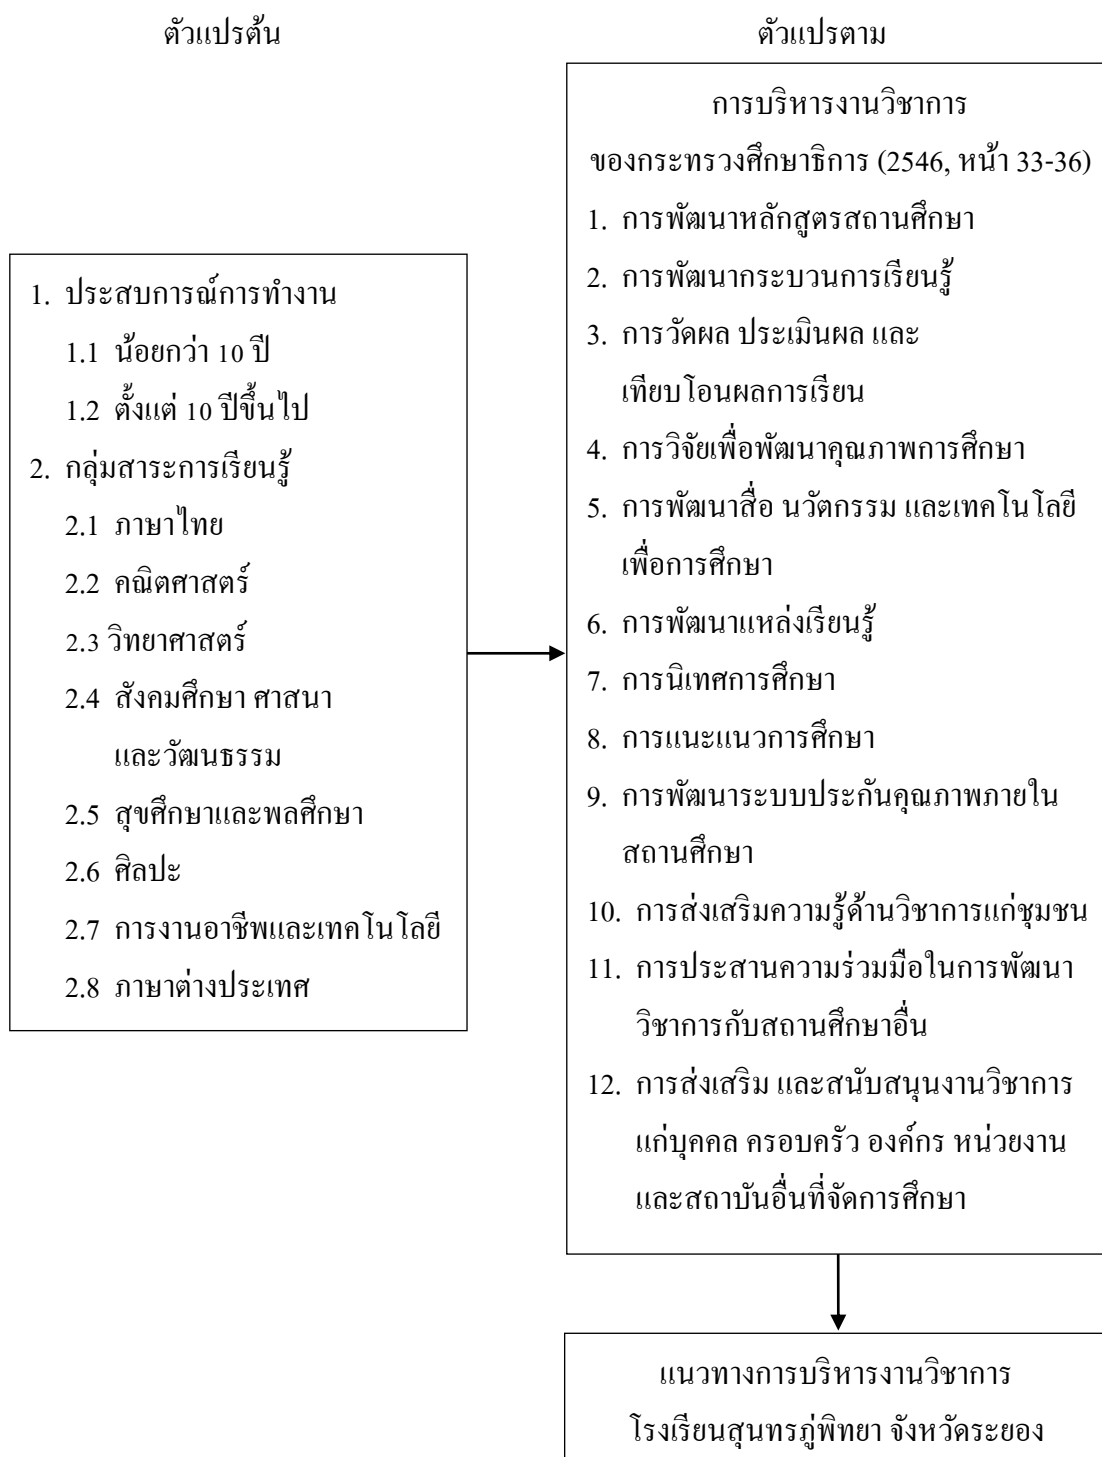 ตัวแปรต้น
ตัวแปรตาม
1. ประสบการณ์การทำงาน
1.1 น้อยกว่า 10 ปี
1.2 ตั้งแต่ 10 ปีขึ้นไป
2. กลุ่มสาระการเรียนรู้
2.1 ภาษาไทย
2.2 คณิตศาสตร์
2.3 วิทยาศาสตร์
2.4 สังคมศึกษา ศาสนา
และวัฒนธรรม
2.5 สุขศึกษาและพลศึกษา
2.6 ศิลปะ
2.7 การงานอาชีพและเทคโนโลยี
2.8 ภาษาต่างประเทศ
การบริหารงานวิชาการ
ของกระทรวงศึกษาธิการ (2546, หน้า 33-36)
1. การพัฒนาหลักสูตรสถานศึกษา
2. การพัฒนากระบวนการเรียนรู้
3. การวัดผล ประเมินผล และ
เทียบโอนผลการเรียน
4. การวิจัยเพื่อพัฒนาคุณภาพการศึกษา
5. การพัฒนาสื่อ นวัตกรรม และเทคโนโลยี
เพื่อการศึกษา
6. การพัฒนาแหล่งเรียนรู้
7. การนิเทศการศึกษา
8. การแนะแนวการศึกษา
9. การพัฒนาระบบประกันคุณภาพภายใน
สถานศึกษา
10. การส่งเสริมความรู้ด้านวิชาการแก่ชุมชน
11. การประสานความร่วมมือในการพัฒนา
วิชาการกับสถานศึกษาอื่น
12. การส่งเสริม และสนับสนุนงานวิชาการ
แก่บุคคล ครอบครัว องค์กร หน่วยงาน
และสถาบันอื่นที่จัดการศึกษา
แนวทางการบริหารงานวิชาการ
โรงเรียนสุนทรภู่พิทยา จังหวัดระยอง